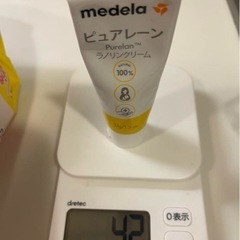 medela
ピュアレーン
Purelan™
ラノリンクリーム
100%
dretec
0表示
42